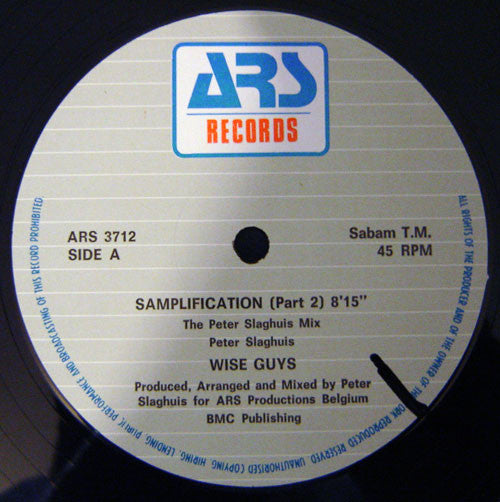 ARS
RECORDS
ARS 3712
SIDE A
Sabam T.M.
45 RPM
SAMPLIFICATION (Part 2) 8'15"
The Peter Slaghuis Mix
Peter Slaghuis
WISE GUYS
Produced, Arranged and Mixed by Peter
Slaghuis for ARS Productions Belgium
BMC Publishing
ALL RIGHTS OF THE PRODUCER AND OF THE OWNER OF THE WORK REPRODUCED RESERVED. UNAUTHORISED COPYING, HIRING, LENDING, PUBLIC PERFORMANCE AND BROADCASTING OF THIS RECORD PROHIBITED